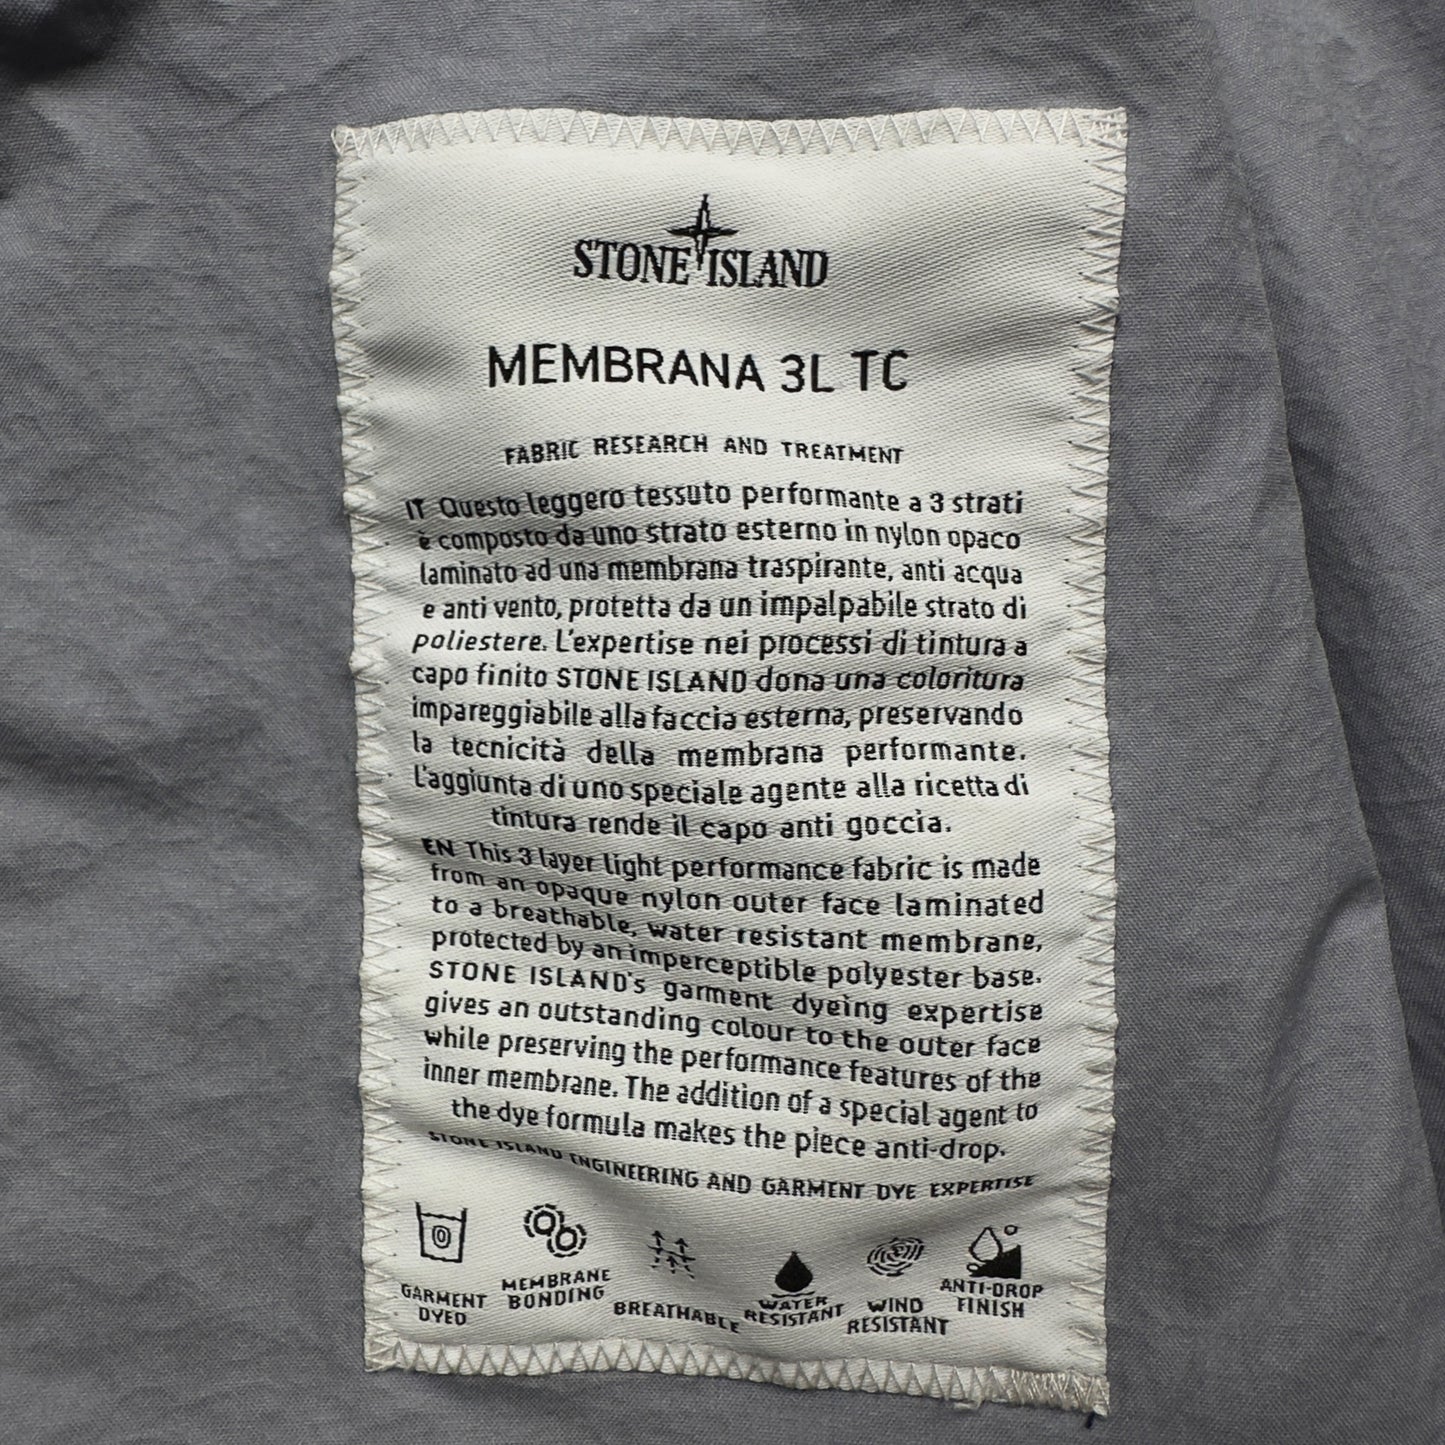 STONE ISLAND
MEMBRANA 3L TC
FABRIC RESEARCH AND TREATMENT
IT Questo leggero tessuto performante a 3 strati
è composto da uno strato esterno in nylon opaco
laminato ad una membrana traspirante, anti acqua
e anti vento, protetta da un impalpabile strato di
poliestere. L'expertise nei processi di tintura a
capo finito STONE ISLAND dona una coloritura
impareggiabile alla faccia esterna, preservando
la tecnicità della membrana performante.
L'aggiunta di uno speciale agente alla ricetta di
tintura rende il capo anti goccia.
EN This 3 layer light performance fabric is made
from an opaque nylon outer face laminated
to a breathable, water resistant membrane,
protected by an imperceptible polyester base.
STONE ISLAND's garment dyeing expertise
gives an outstanding colour to the outer face
while preserving the performance features of the
inner membrane. The addition of a special agent to
the dye formula makes the piece anti-drop.
STONE ISLAND ENGINEERING AND GARMENT DYE EXPERTISE
GARMENT
DYED
MEMBRANE
BONDING
BREATHABLE
WATER
RESISTANT
WIND
RESISTANT
ANTI-DROP
FINISH